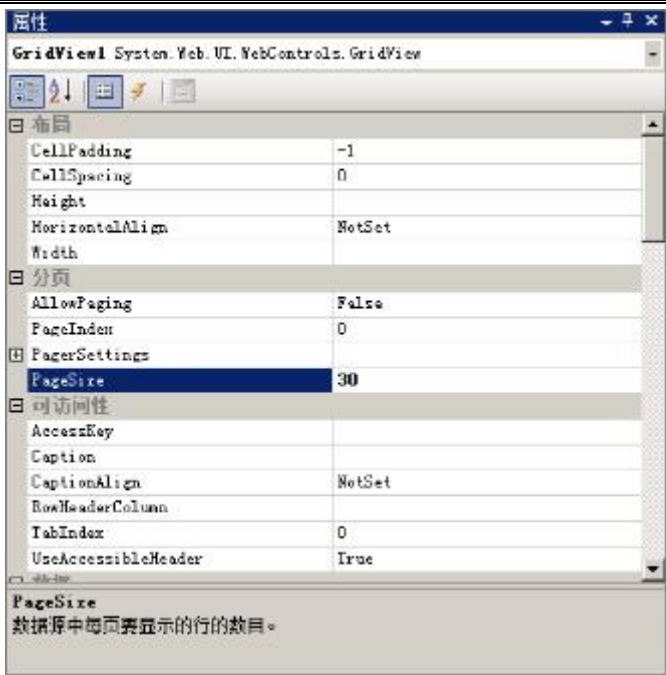 属性
GridView1 System.Web.UI.WebControls.GridView
布局
CellPadding -1
CellSpacing 0
Height
HorizontalAlign NotSet
Width
分页
AllowPaging False
PageIndex 0
PagerSettings
PageSize 30
可访问性
AccessKey
Caption
CaptionAlign NotSet
RowHeaderColumn
TabIndex 0
UseAccessibleHeader True
PageSize
数据源中每页要显示的行的数目。